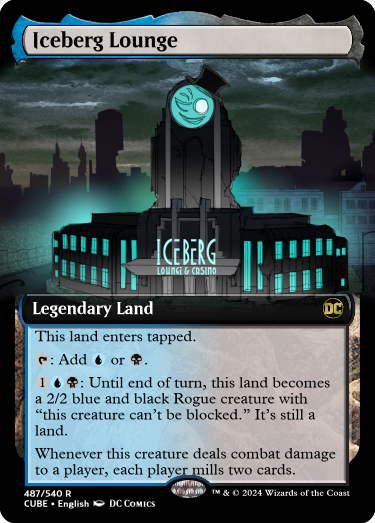 Iceberg Lounge
ICEBERG
LOUNGE & CASINO
Legendary Land
DC
This land enters tapped.
: Add or .
1 : Until end of turn, this land becomes
a 2/2 blue and black Rogue creature with
“this creature can’t be blocked.” It’s still a
land.
Whenever this creature deals combat damage
to a player, each player mills two cards.
487/540 R
CUBE • English DC Comics
™ & © 2024 Wizards of the Coast